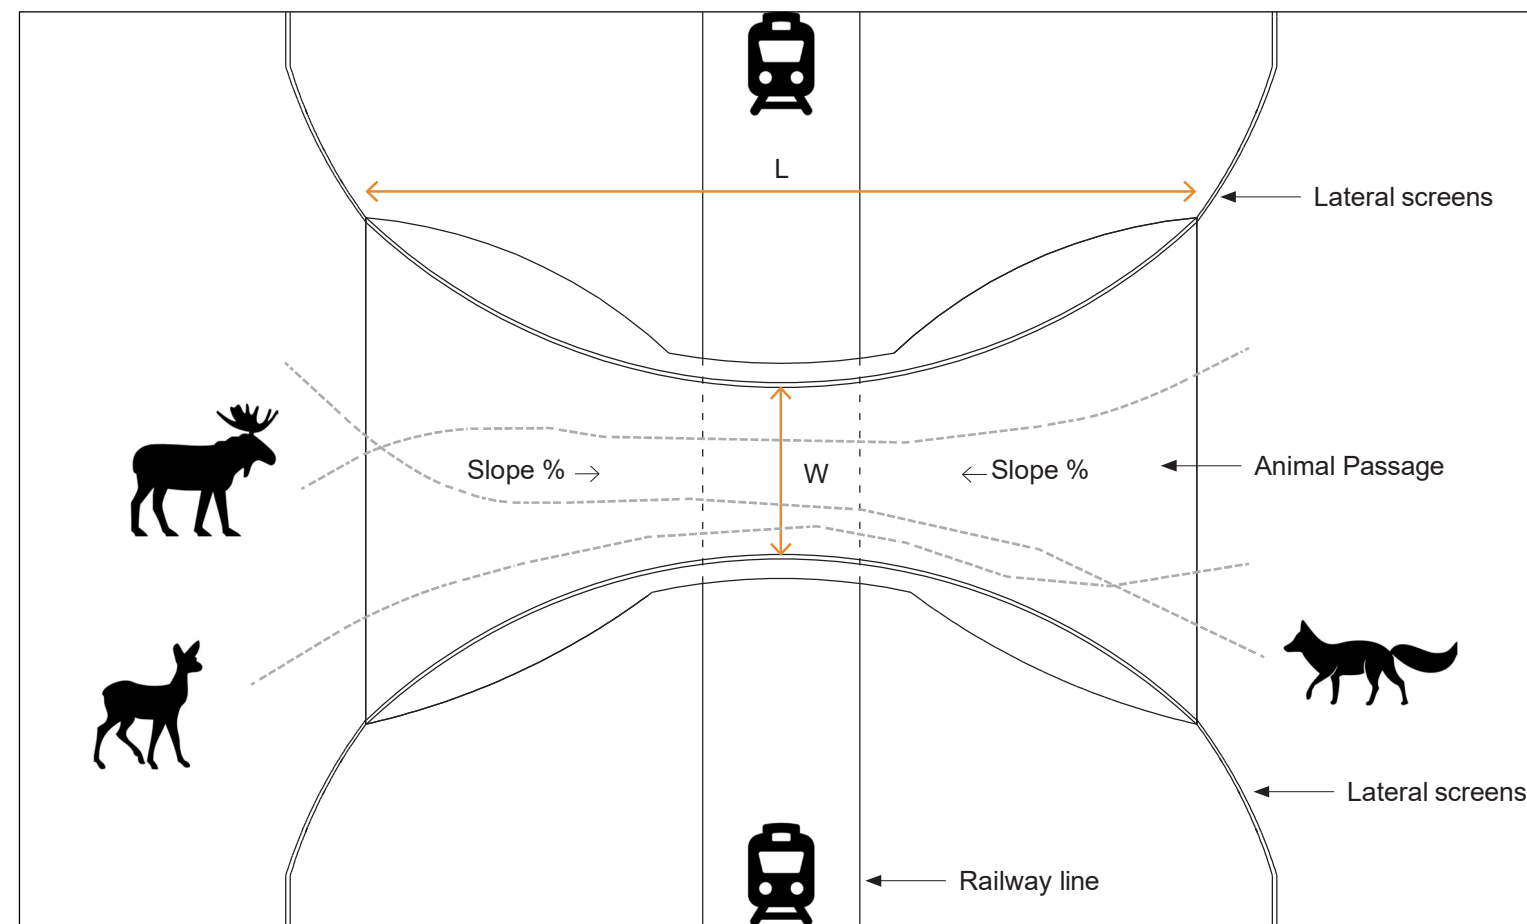 L
Lateral screens
Slope %
W
Slope %
Animal Passage
Lateral screens
Railway line